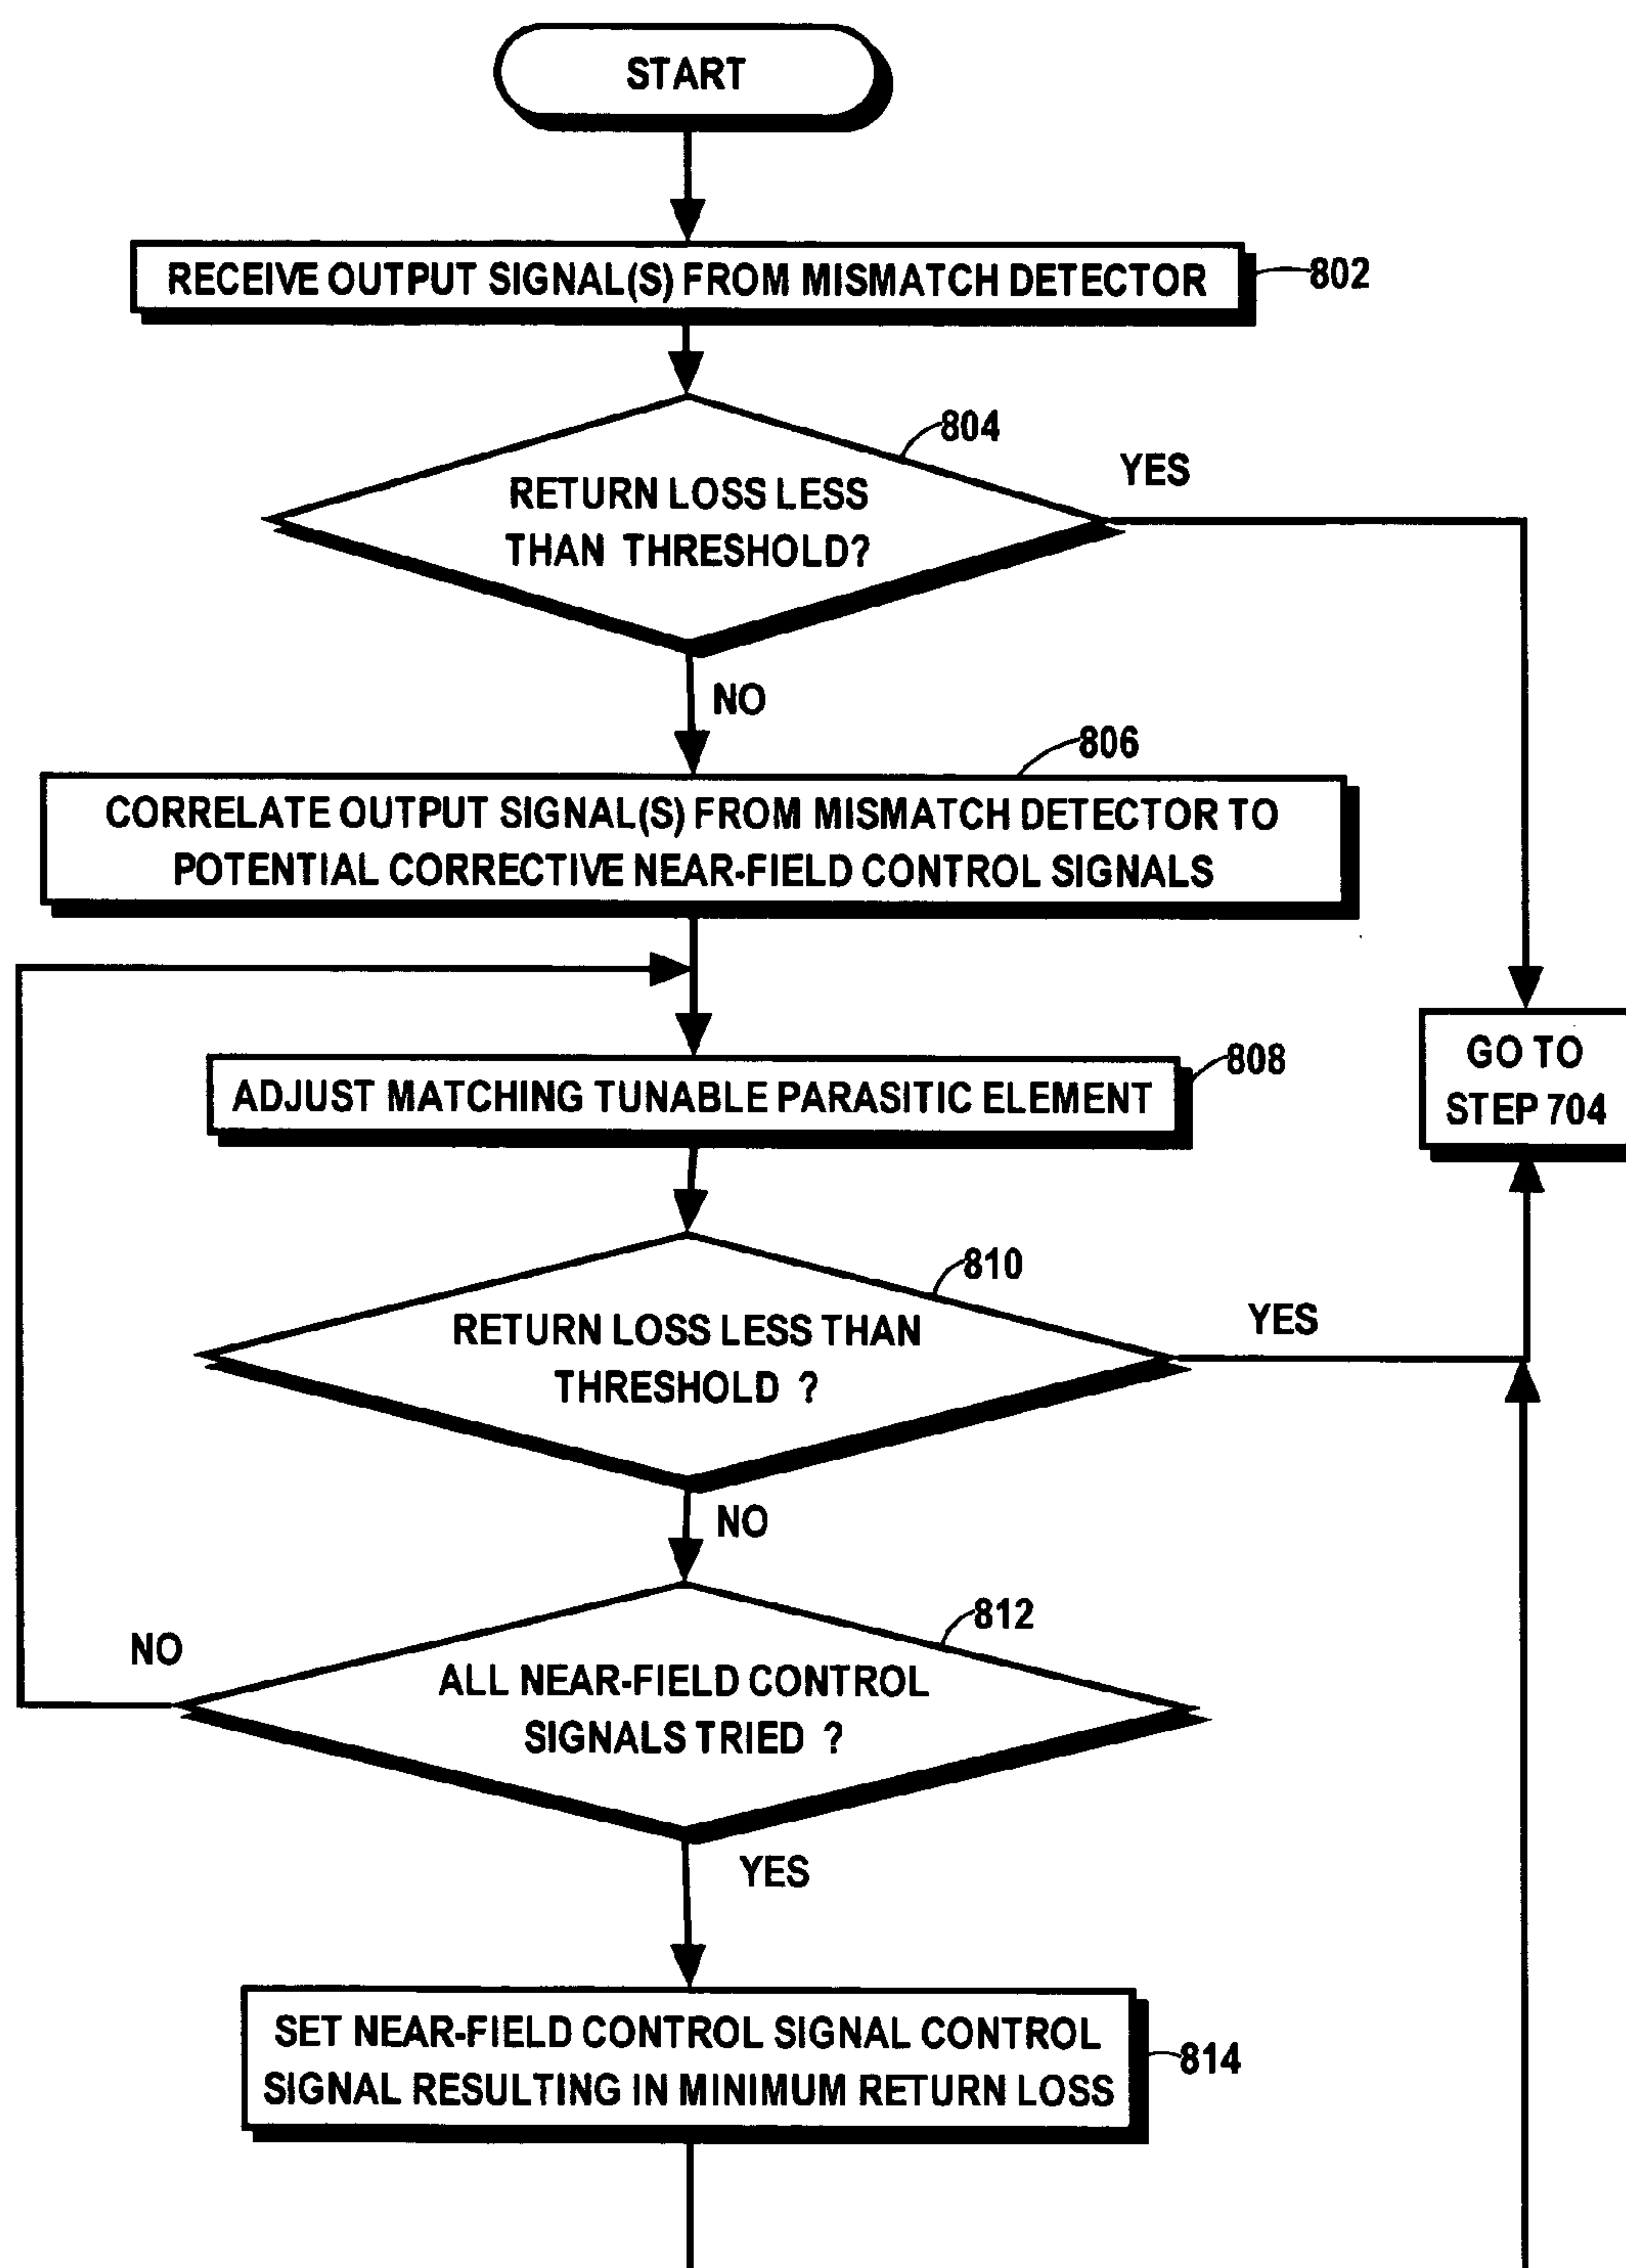 START
RECEIVE OUTPUT SIGNAL(S) FROM MISMATCH DETECTOR
802
804
YES
RETURN LOSS LESS
THAN THRESHOLD?
NO
806
CORRELATE OUTPUT SIGNAL(S) FROM MISMATCH DETECTOR TO
POTENTIAL CORRECTIVE NEAR-FIELD CONTROL SIGNALS
GO TO
STEP 704
808
ADJUST MATCHING TUNABLE PARASITIC ELEMENT
810
YES
RETURN LOSS LESS THAN
THRESHOLD ?
NO
812
NO
ALL NEAR-FIELD CONTROL
SIGNALS TRIED ?
YES
SET NEAR-FIELD CONTROL SIGNAL CONTROL
SIGNAL RESULTING IN MINIMUM RETURN LOSS
814